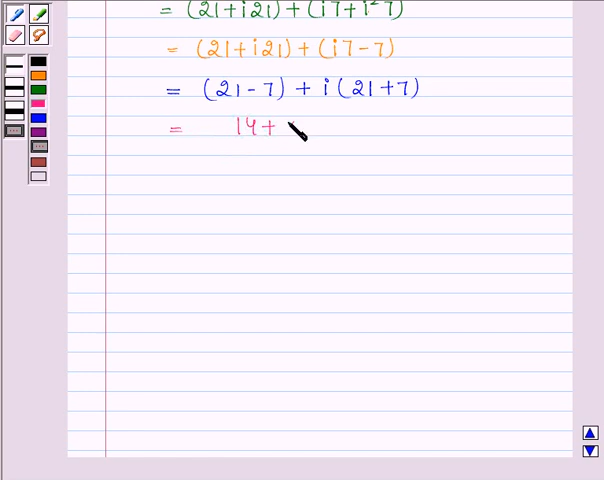 = (21+i21)+(i7+i²7)
= (21+i21)+(i7-7)
= (21-7)+i(21+7)
= 14+